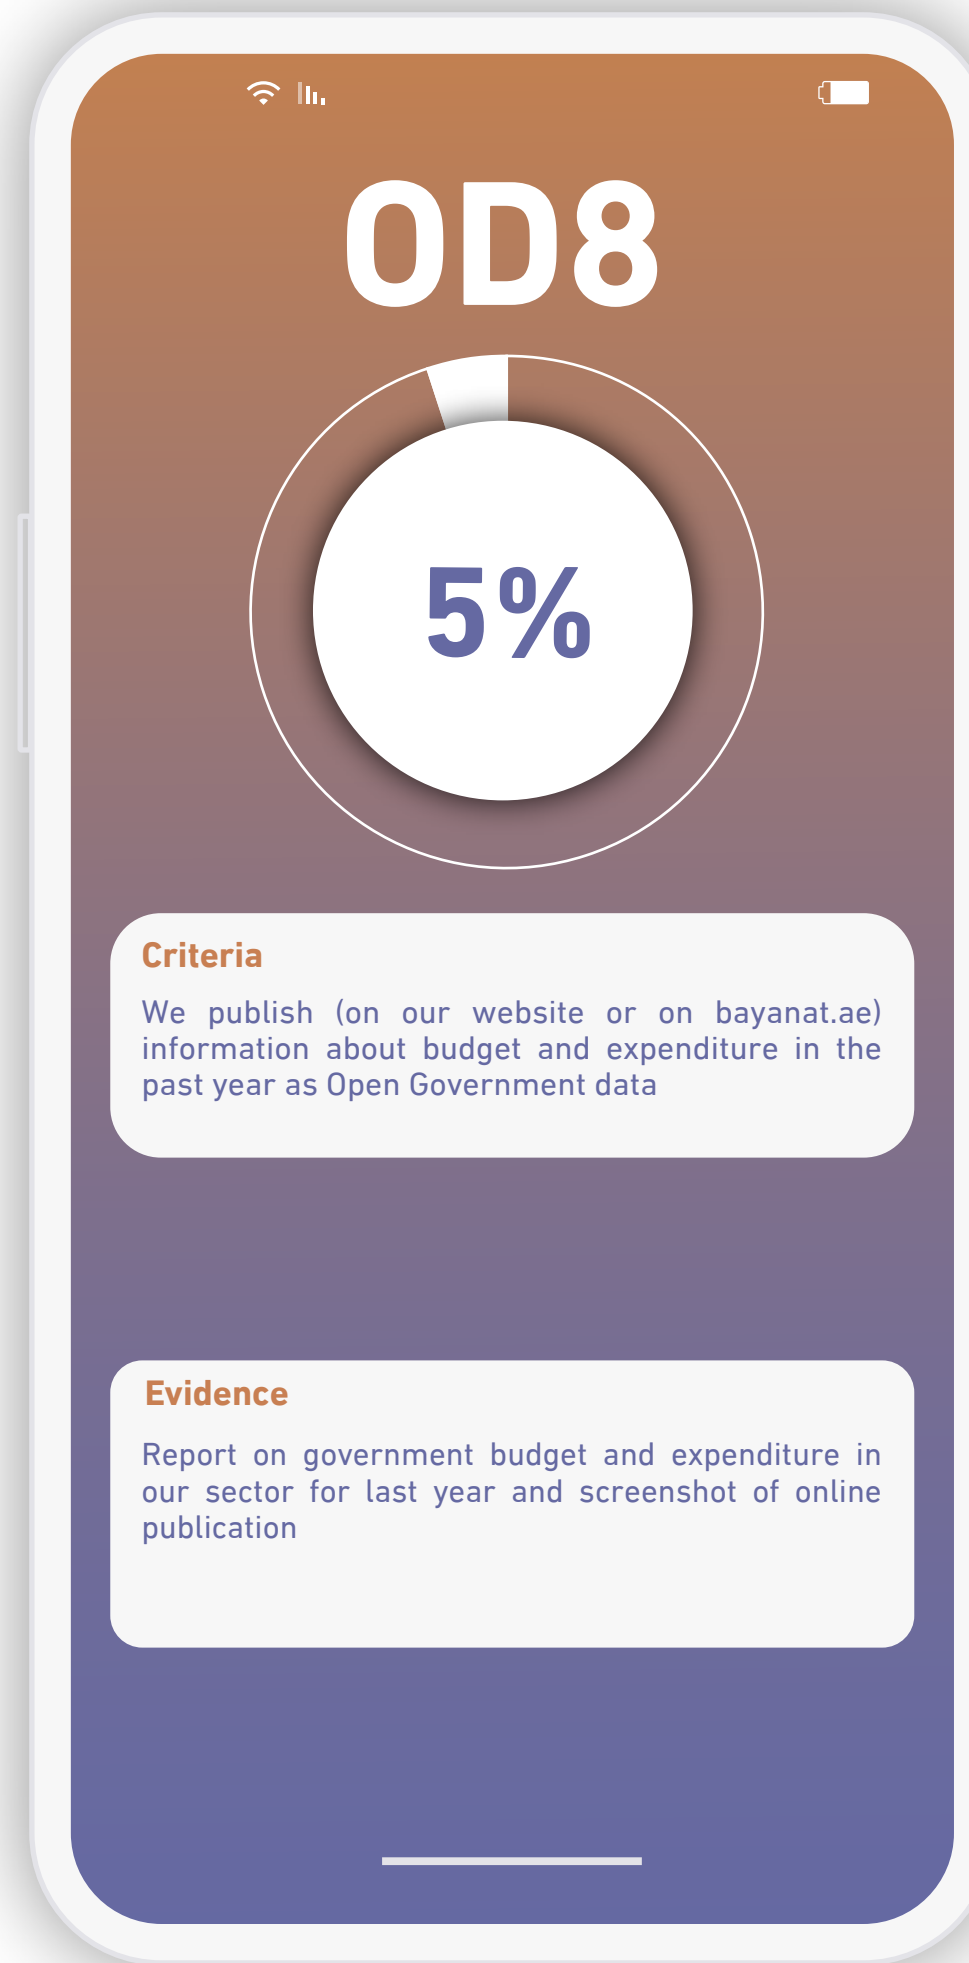 OD8
5%
Criteria
We publish (on our website or on bayanat.ae)
information about budget and expenditure in the
past year as Open Government data
Evidence
Report on government budget and expenditure in
our sector for last year and screenshot of online
publication